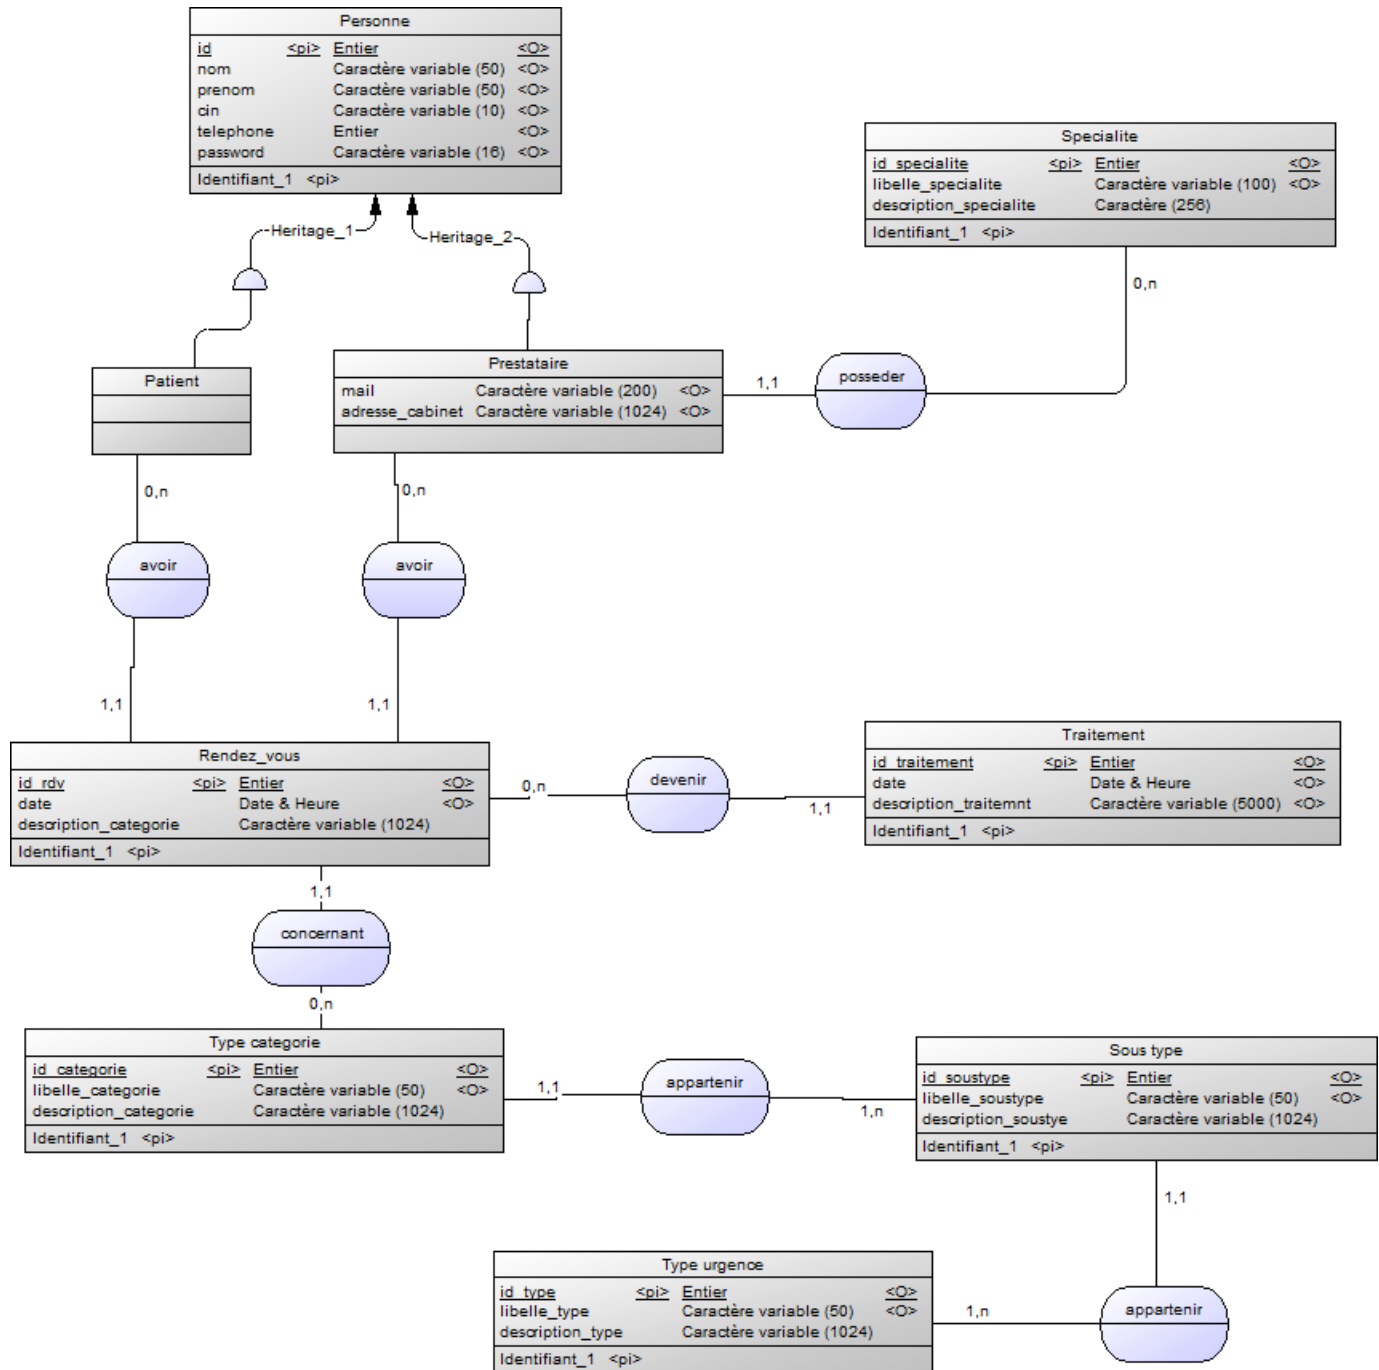 Personne
id <pi> Entier <O>
nom Caractère variable (50) <O>
prenom Caractère variable (50) <O>
cin Caractère variable (10) <O>
telephone Entier <O>
password Caractère variable (16) <O>
Identifiant_1 <pi>
Specialite
id_specialite <pi> Entier <O>
libelle_specialite Caractère variable (100) <O>
description_specialite Caractère (256)
Identifiant_1 <pi>
Heritage_1
Heritage_2
0,n
Patient
Prestataire
mail Caractère variable (200) <O>
adresse_cabinet Caractère variable (1024) <O>
1,1
posseder
0,n
0,n
avoir
avoir
1,1
1,1
Rendez_vous
id_rdv <pi> Entier <O>
date Date & Heure <O>
description_categorie Caractère variable (1024)
Identifiant_1 <pi>
0,n
devenir
1,1
Traitement
id_traitement <pi> Entier <O>
date Date & Heure <O>
description_traitemnt Caractère variable (5000) <O>
Identifiant_1 <pi>
1,1
concernant
0,n
Type categorie
id_categorie <pi> Entier <O>
libelle_categorie Caractère variable (50) <O>
description_categorie Caractère variable (1024)
Identifiant_1 <pi>
1,1
appartenir
1,n
Sous type
id_soustype <pi> Entier <O>
libelle_soustype Caractère variable (50) <O>
description_soustye Caractère variable (1024)
Identifiant_1 <pi>
1,1
Type urgence
id_type <pi> Entier <O>
libelle_type Caractère variable (50) <O>
description_type Caractère variable (1024)
Identifiant_1 <pi>
1,n
appartenir